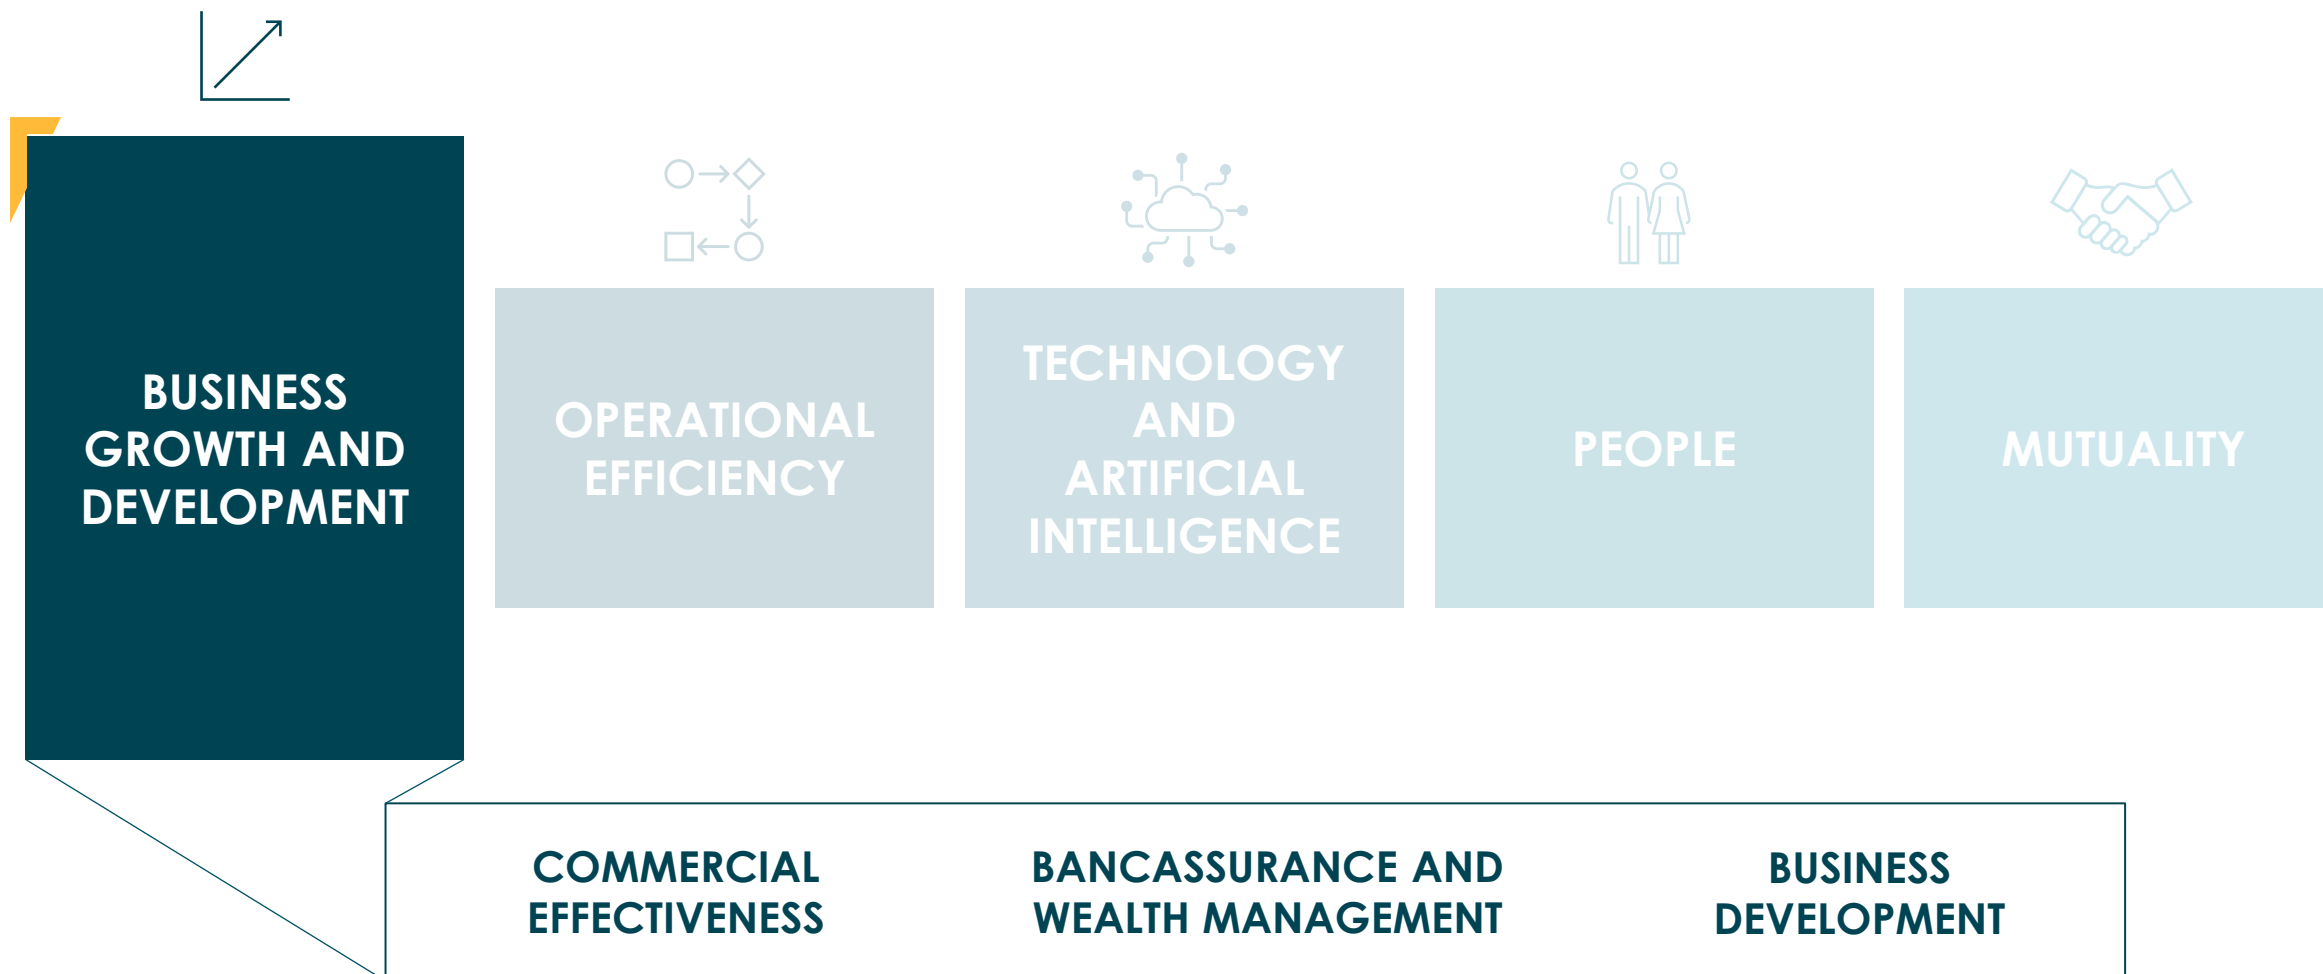 BUSINESS
GROWTH AND
DEVELOPMENT
OPERATIONAL
EFFICIENCY
TECHNOLOGY
AND
ARTIFICIAL
INTELLIGENCE
PEOPLE
MUTUALITY
COMMERCIAL
EFFECTIVENESS
BANCASSURANCE AND
WEALTH MANAGEMENT
BUSINESS
DEVELOPMENT